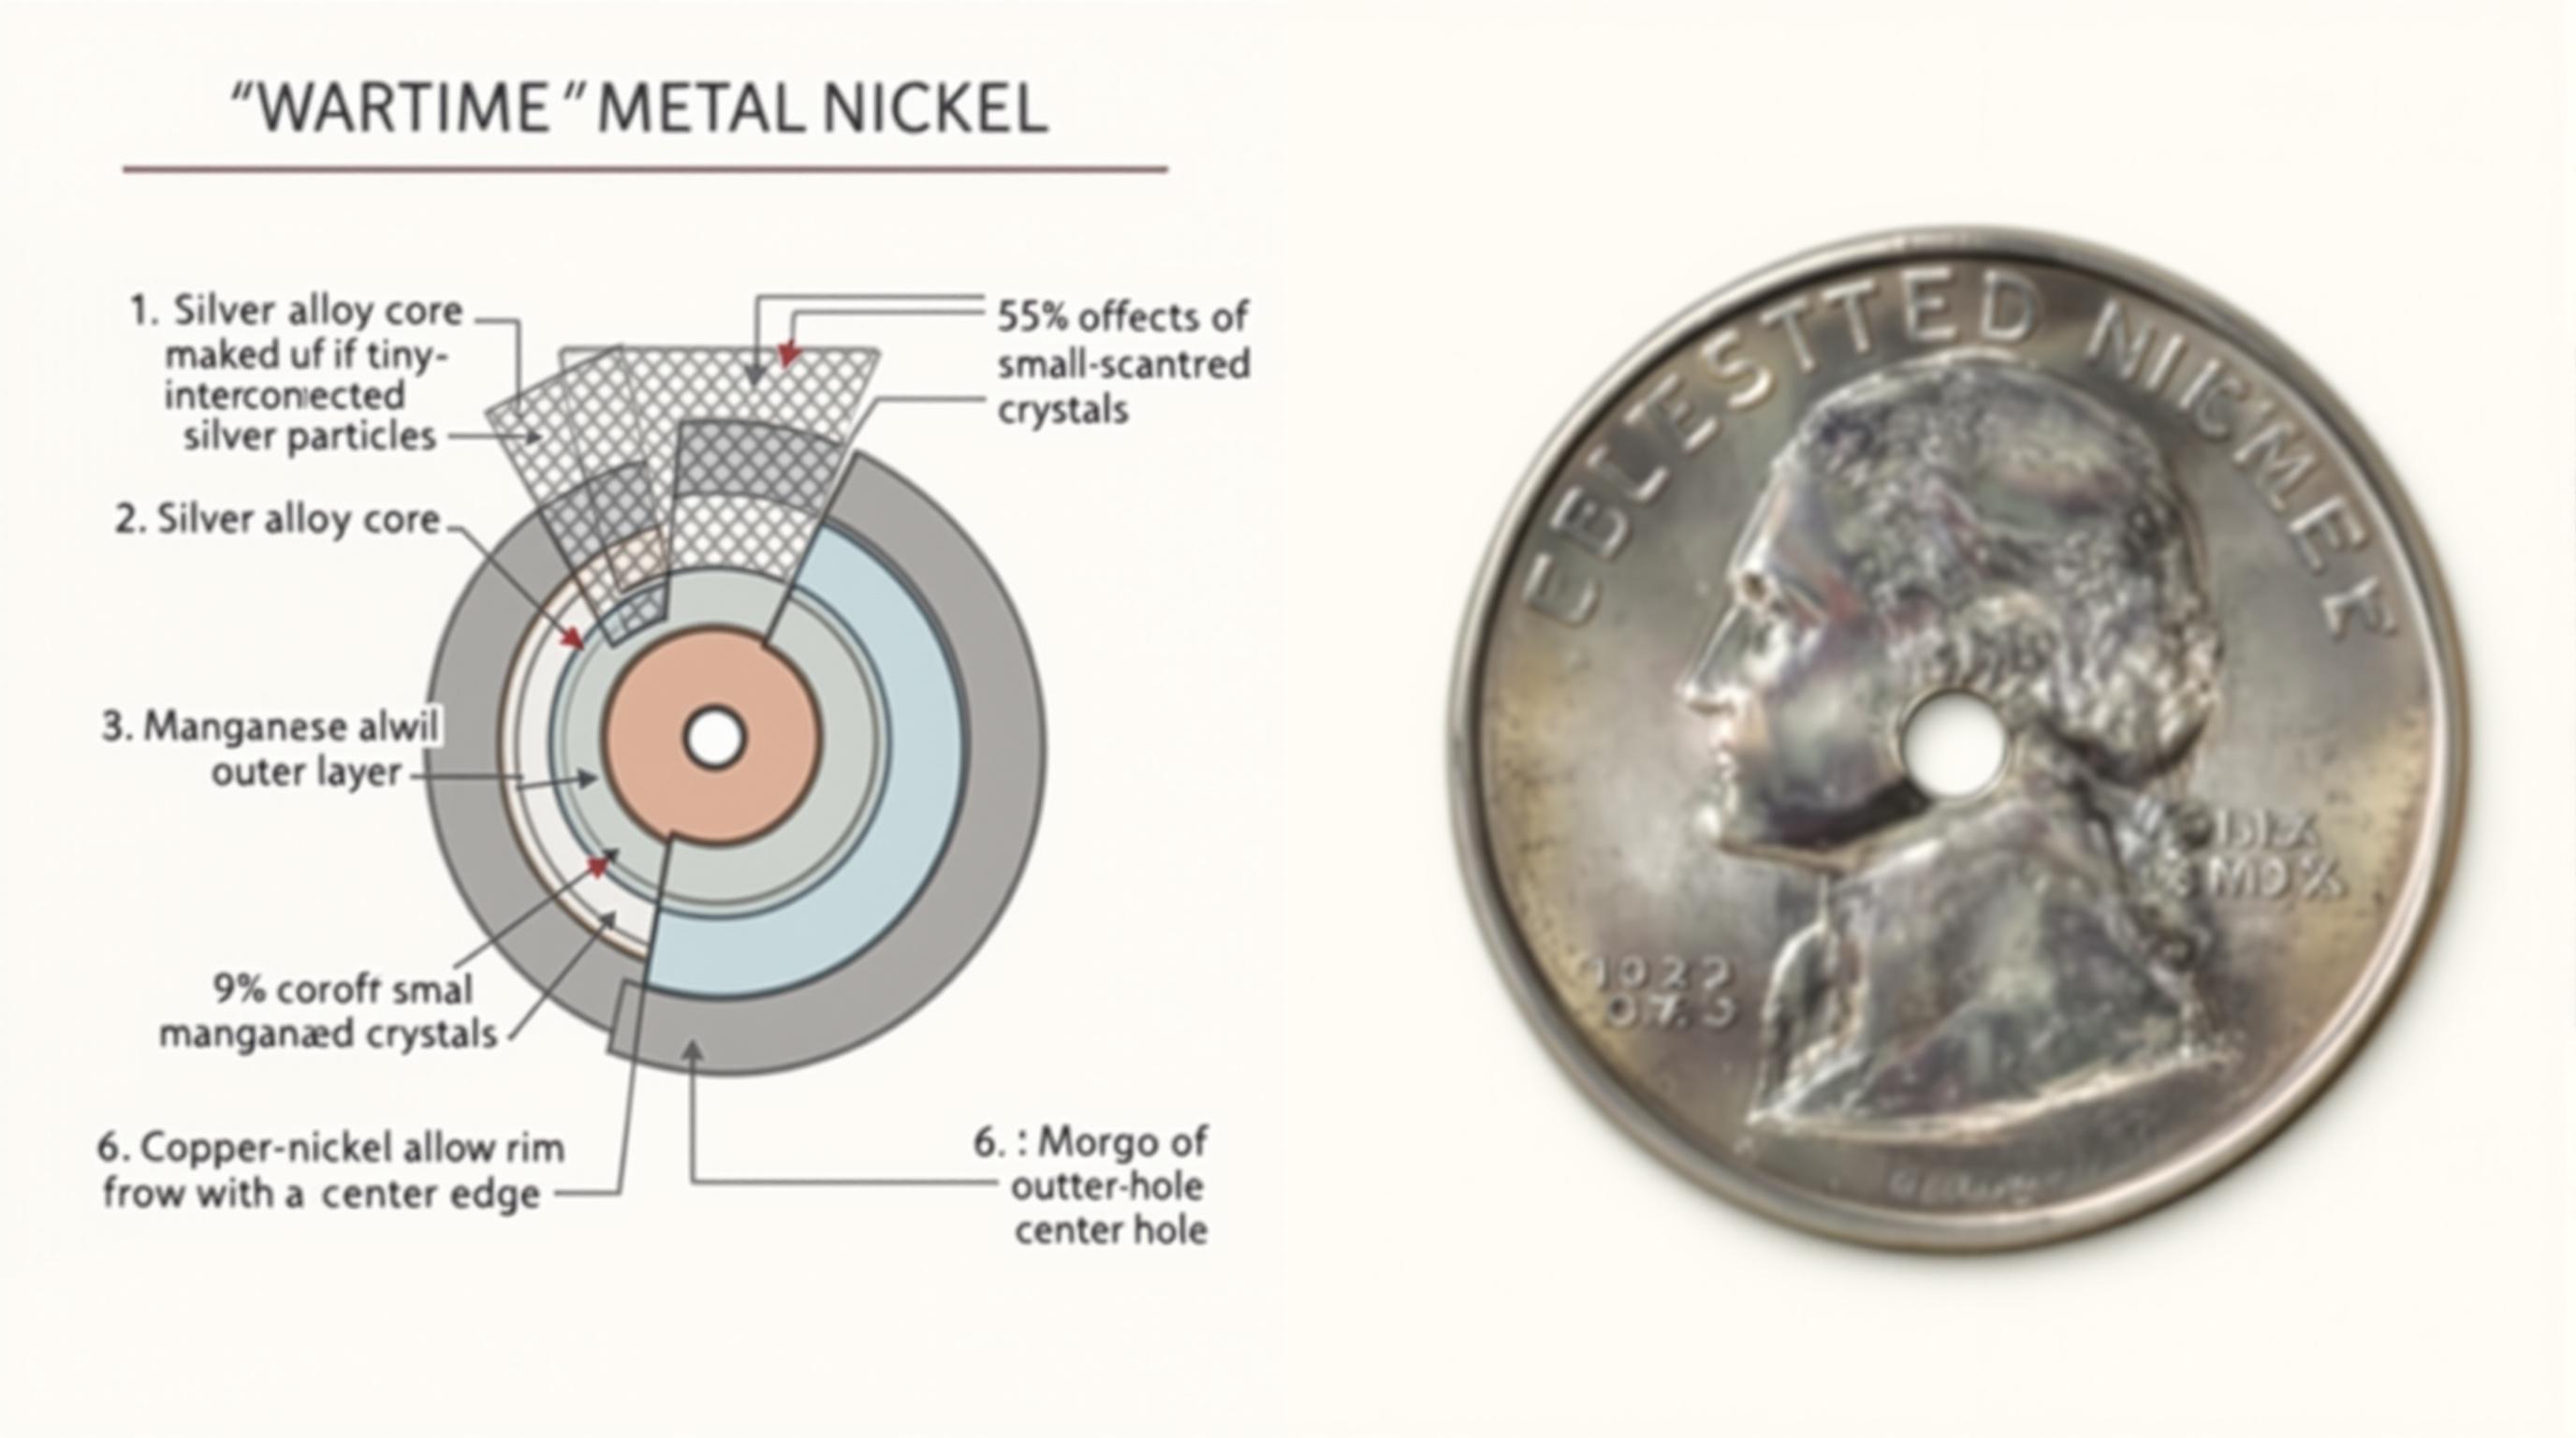 “WARTIME” METAL NICKEL
1. Silver alloy core
maked uf if tiny-
interconected
silver particles
55% offects of
small-scantred
crystals
2. Silver alloy core
3. Manganese alwil
outer layer
9% coroft smal
manganæd crystals
6. Copper-nickel allow rim
frow with a center edge
6. : Morgo of
outter-hole
center hole
EBLESTTED NICMEE